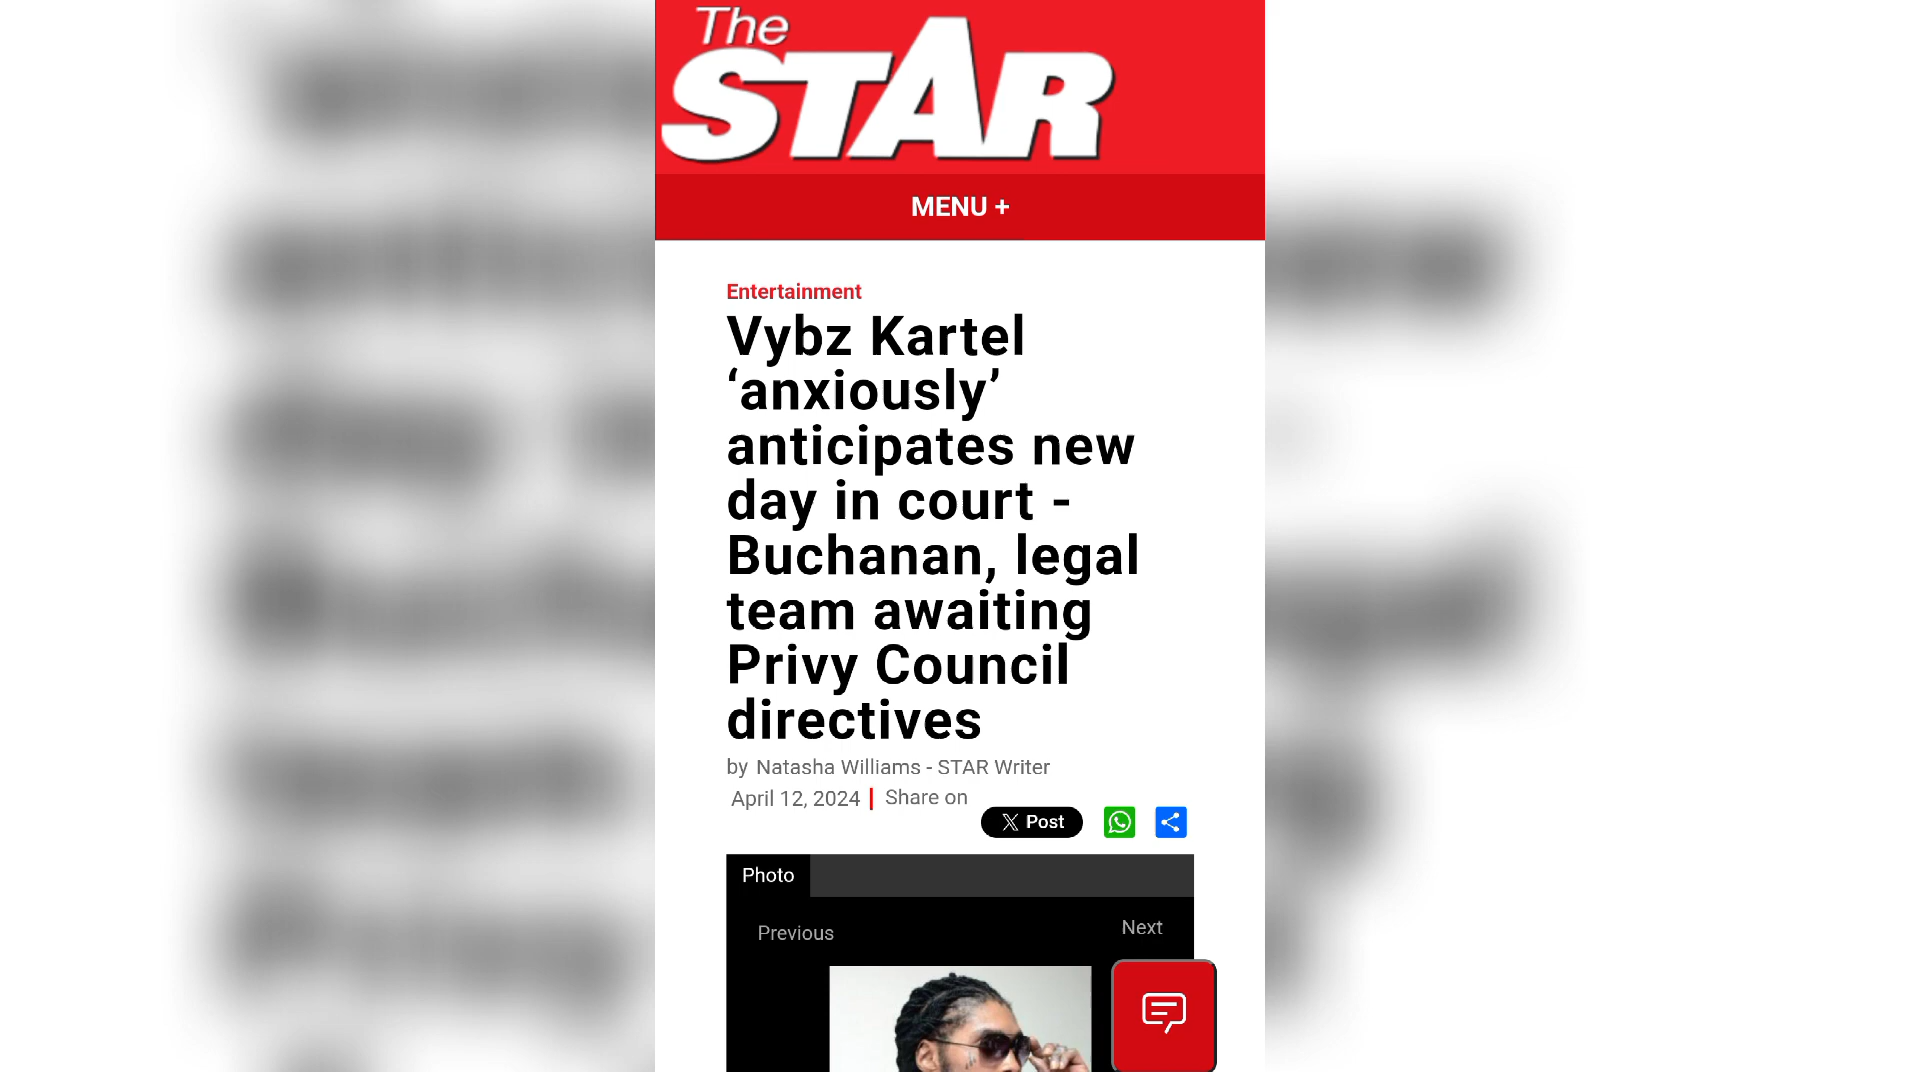 The
STAR
MENU +
Entertainment
Vybz Kartel
‘anxiously’
anticipates new
day in court -
Buchanan, legal
team awaiting
Privy Council
directives
by Natasha Williams - STAR Writer
April 12, 2024 | Share on
X Post
Photo
Previous
Next